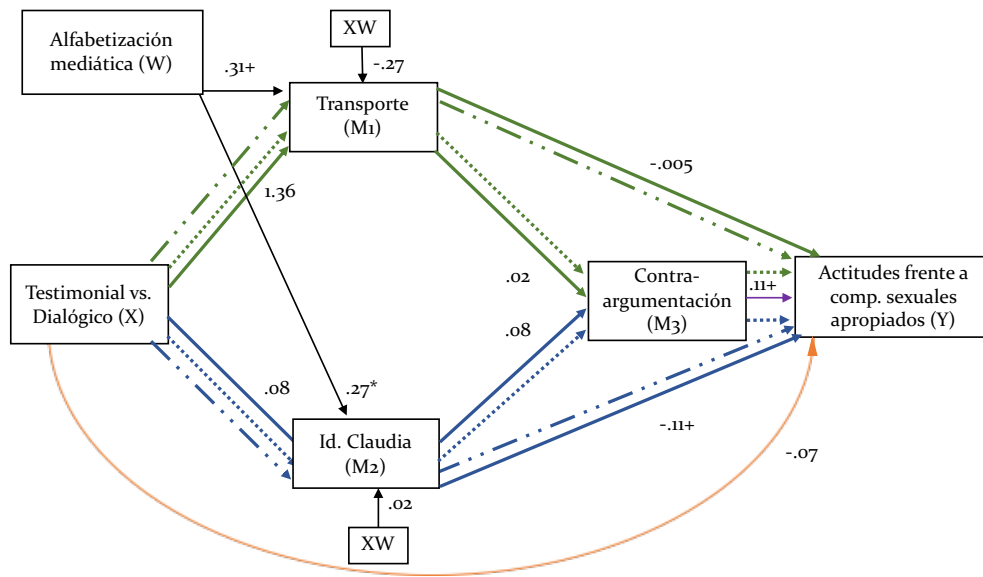 XW
Alfabetización
mediática (W)
.31+
-.27
Transporte
(M1)
-.005
1.36
Testimonial vs.
Dialógico (X)
.02
Contra-
argumentación
(M3)
.11+
Actitudes frente a
comp. sexuales
apropiados (Y)
.08
.08
.27*
Id. Claudia
(M2)
-.11+
-.07
.02
XW